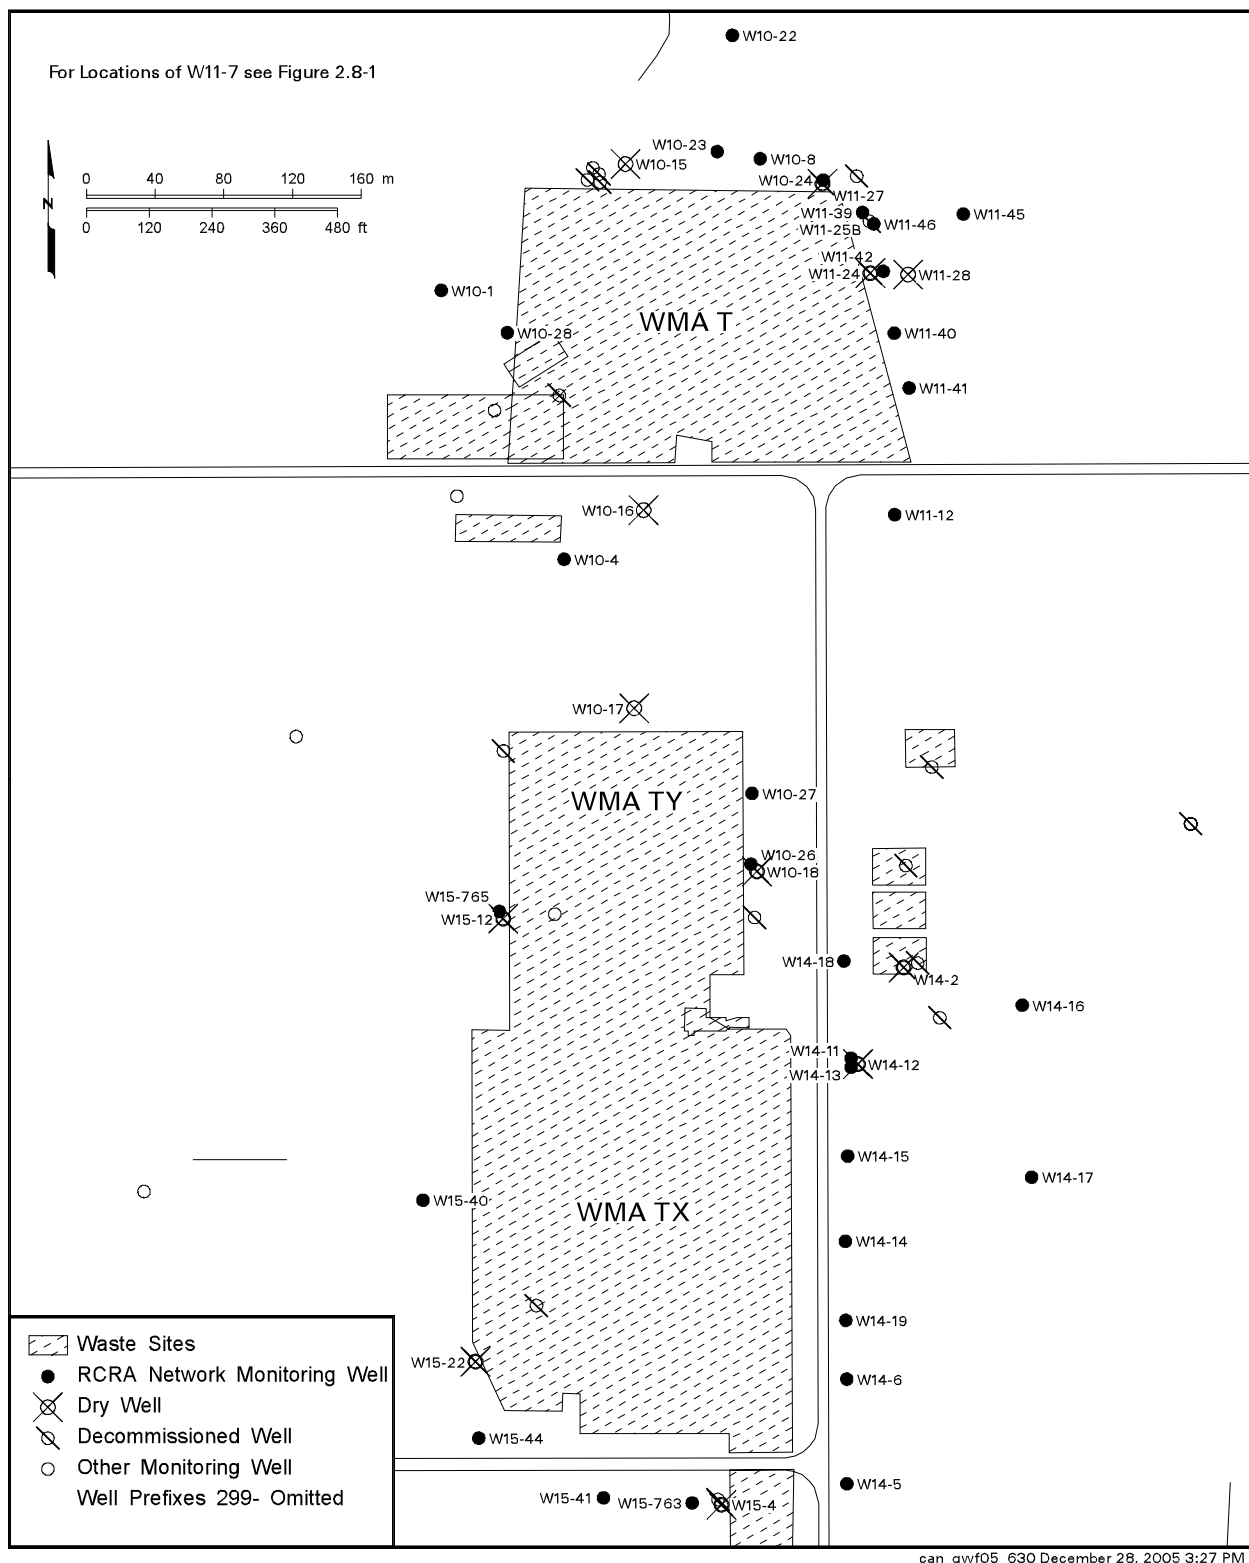 W10-22
For Locations of W11-7 see Figure 2.8-1
0 40 80 120 160 m
N
0 120 240 360 480 ft
W10-23
W10-15
W10-8
W10-24
W11-27
W11-39
W11-45
W11-46
W11-25B
W11-42
W11-24
W11-28
W10-1
WMA T
W10-28
W11-40
W11-41
W10-16
W11-12
W10-4
W10-17
WMA TY
W10-27
W10-26
W10-18
W15-765
W15-12
W14-18
W14-2
W14-16
W14-11
W14-12
W14-13
W14-15
W14-17
W15-40
WMA TX
W14-14
W14-19
W15-22
W14-6
W15-44
W14-5
W15-41
W15-763
W15-4
Waste Sites
RCRA Network Monitoring Well
Dry Well
Decommissioned Well
Other Monitoring Well
Well Prefixes 299- Omitted
can_gwf05_630 December 28, 2005 3:27 PM